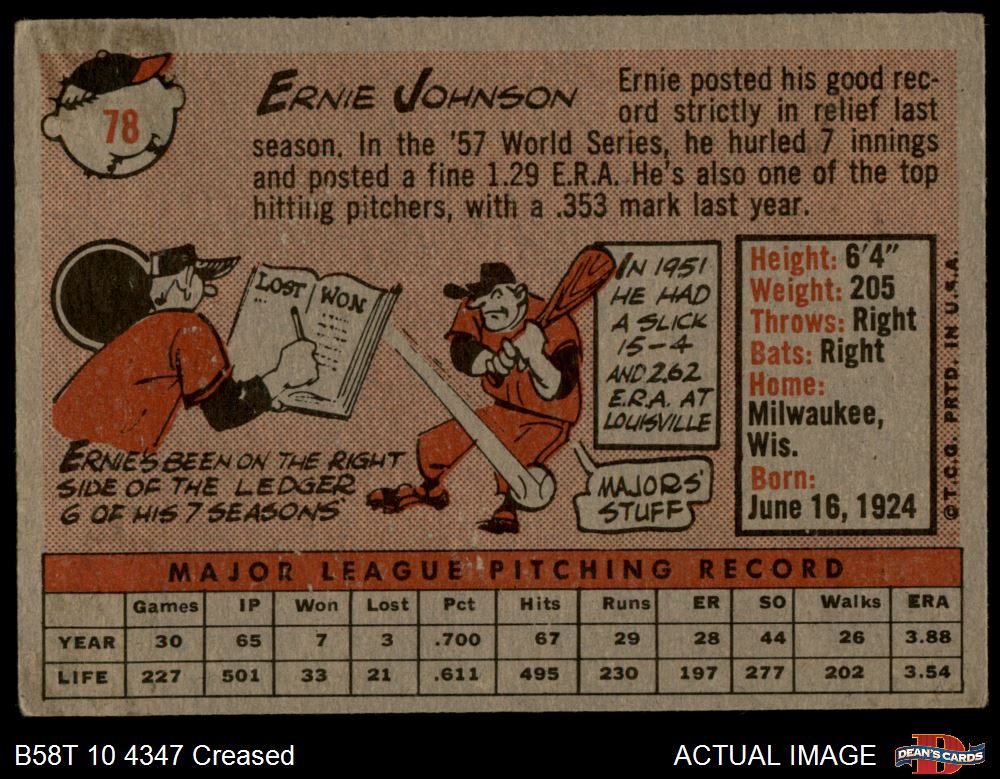 78
ERNIE JOHNSON
Ernie posted his good rec-
ord strictly in relief last
season. In the '57 World Series, he hurled 7 innings
and posted a fine 1.29 E.R.A. He's also one of the top
hitting pitchers, with a .353 mark last year.
LOST WON
ERNIE'S BEEN ON THE RIGHT
SIDE OF THE LEDGER
6 OF HIS 7 SEASONS
IN 1951
HE HAD
A SLICK
15-4
AND 2.62
E.R.A. AT
LOUISVILLE
MAJORS'
STUFF
Height: 6'4"
Weight: 205
Throws: Right
Bats: Right
Home:
Milwaukee,
Wis.
Born:
June 16, 1924
© T.C.G. PRTD. IN U.S.A.
MAJOR LEAGUE PITCHING RECORD
Games IP Won Lost Pct Hits Runs ER SO Walks ERA
YEAR 30 65 7 3 .700 67 29 28 44 26 3.88
LIFE 227 501 33 21 .611 495 230 197 277 202 3.54
B58T 10 4347 Creased
ACTUAL IMAGE
DEAN'S CARDS